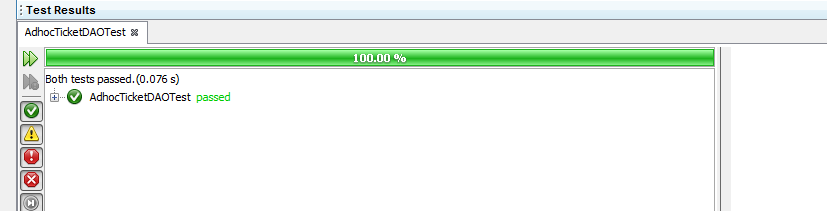 Test Results
AdhocTicketDAOTest
100.00 %
Both tests passed.(0.076 s)
AdhocTicketDAOTest passed